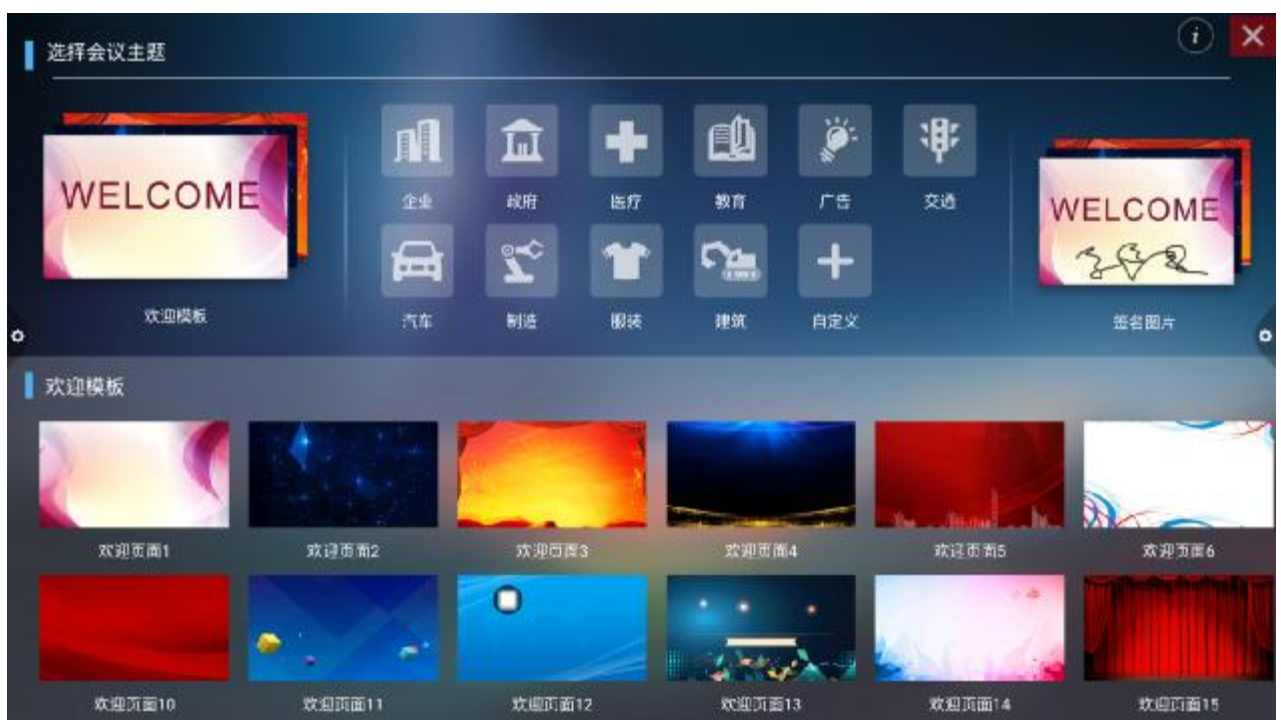 选择会议主题
i
WELCOME
欢迎模板
企业
政府
医疗
教育
广告
交通
汽车
制造
服装
建筑
自定义
WELCOME
签名图片
欢迎模板
欢迎页面1
欢迎页面2
欢迎页面3
欢迎页面4
欢迎页面5
欢迎页面6
欢迎页面10
欢迎页面11
欢迎页面12
欢迎页面13
欢迎页面14
欢迎页面15